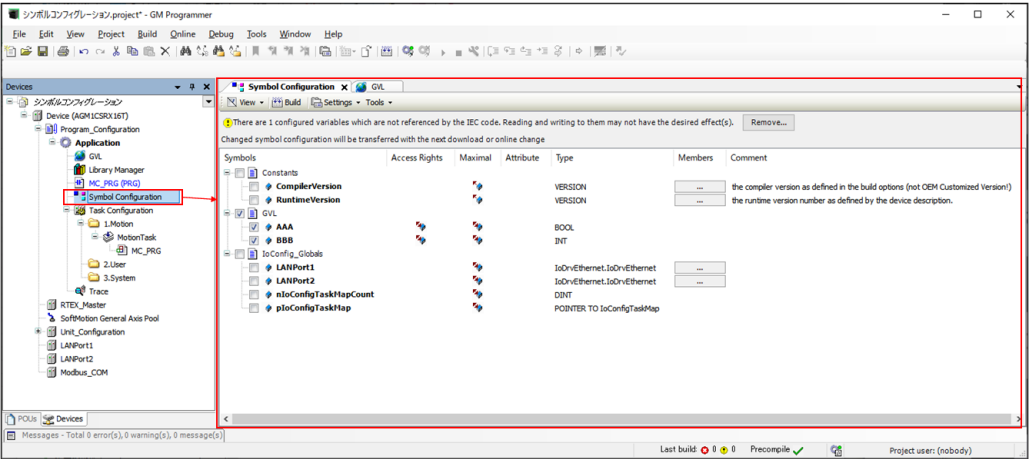 シンボルコンフィグレーション.project* - GM Programmer
File Edit View Project Build Online Debug Tools Window Help
Devices
シンボルコンフィグレーション
Device (AGM1CSRX16T)
Program_Configuration
Application
GVL
Library Manager
MC_PRG (PRG)
Symbol Configuration
Task Configuration
1.Motion
MotionTask
MC_PRG
2.User
3.System
Trace
RTEX_Master
SoftMotion General Axis Pool
Unit_Configuration
LANPort1
LANPort2
Modbus_COM
POUs Devices
Symbol Configuration GVL
View Build Settings Tools
There are 1 configured variables which are not referenced by the IEC code. Reading and writing to them may not have the desired effect(s). Remove...
Changed symbol configuration will be transferred with the next download or online change
Symbols Access Rights Maximal Attribute Type Members Comment
Constants
CompilerVersion VERSION ... the compiler version as defined in the build options (not OEM Customized Version!)
RuntimeVersion VERSION ... the runtime version number as defined by the device description.
GVL
AAA BOOL
BBB INT
IoConfig_Globals
LANPort1 IoDrvEthernet.IoDrvEthernet ...
LANPort2 IoDrvEthernet.IoDrvEthernet ...
nIoConfigTaskMapCount DINT
pIoConfigTaskMap POINTER TO IoConfigTaskMap
Messages - Total 0 error(s), 0 warning(s), 0 message(s)
Last build: 0 0 Precompile Project user: (nobody)